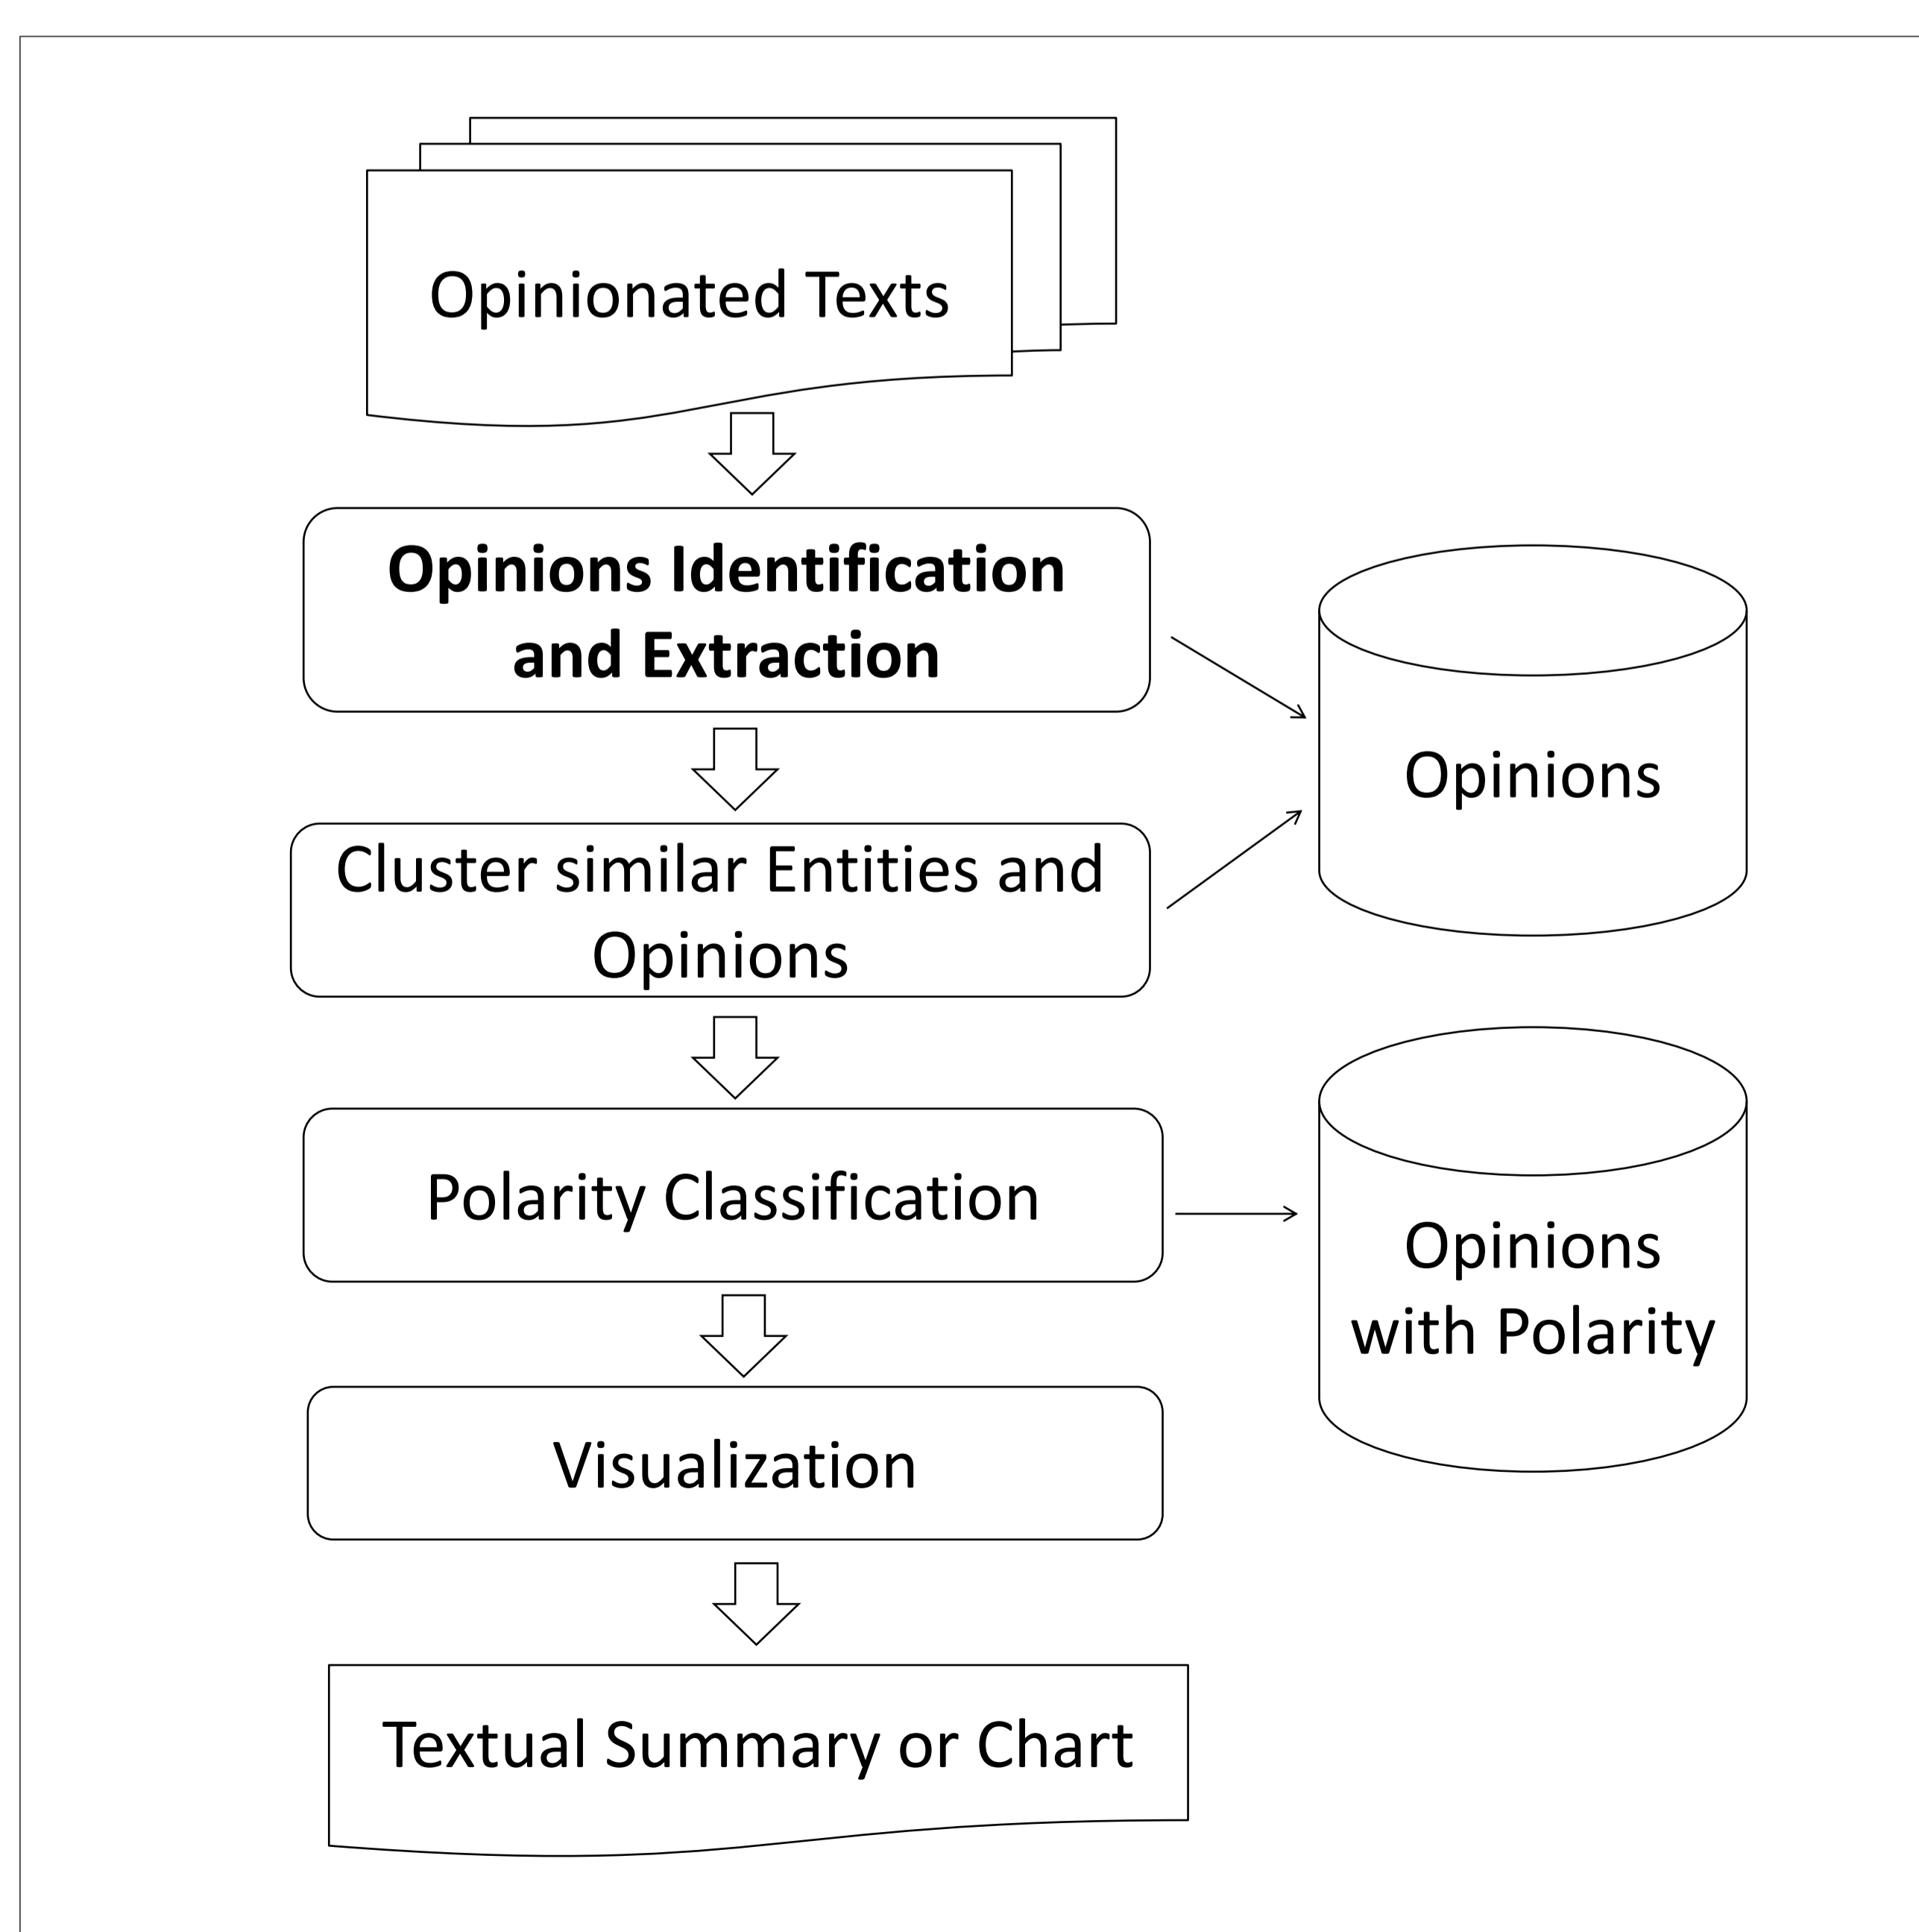 Opinionated Texts
Opinions Identification
and Extraction
Opinions
Cluster similar Entities and
Opinions
Polarity Classification
Opinions
with Polarity
Visualization
Textual Summary or Chart